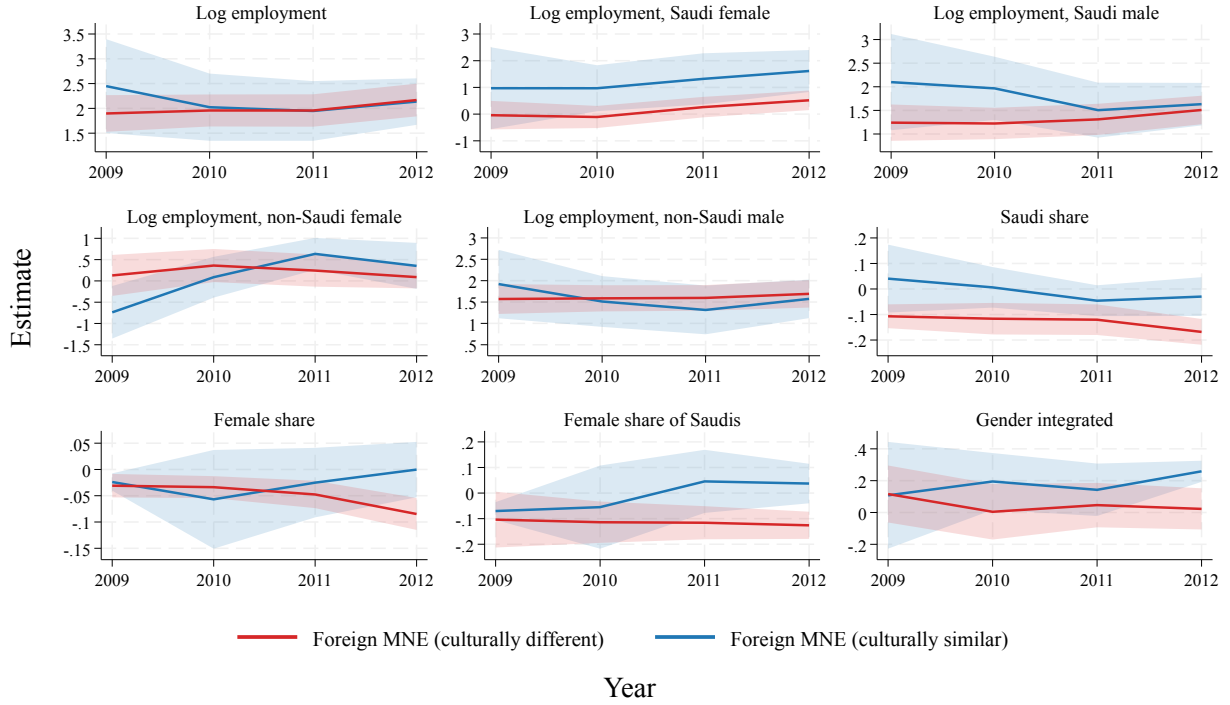 Log employment
Log employment, Saudi female
Log employment, Saudi male
3.5
3
2.5
2
1.5
3
2
1
0
-1
3
2.5
2
1.5
1
2009 2010 2011 2012
2009 2010 2011 2012
2009 2010 2011 2012
Log employment, non-Saudi female
Log employment, non-Saudi male
Saudi share
1
.5
0
-.5
-1
-1.5
3
2.5
2
1.5
1
.5
.2
.1
0
-.1
-.2
2009 2010 2011 2012
2009 2010 2011 2012
2009 2010 2011 2012
Estimate
Female share
Female share of Saudis
Gender integrated
.05
0
-.05
-.1
-.15
.2
.1
0
-.1
-.2
.4
.2
0
-.2
2009 2010 2011 2012
2009 2010 2011 2012
2009 2010 2011 2012
Foreign MNE (culturally different)
Foreign MNE (culturally similar)
Year